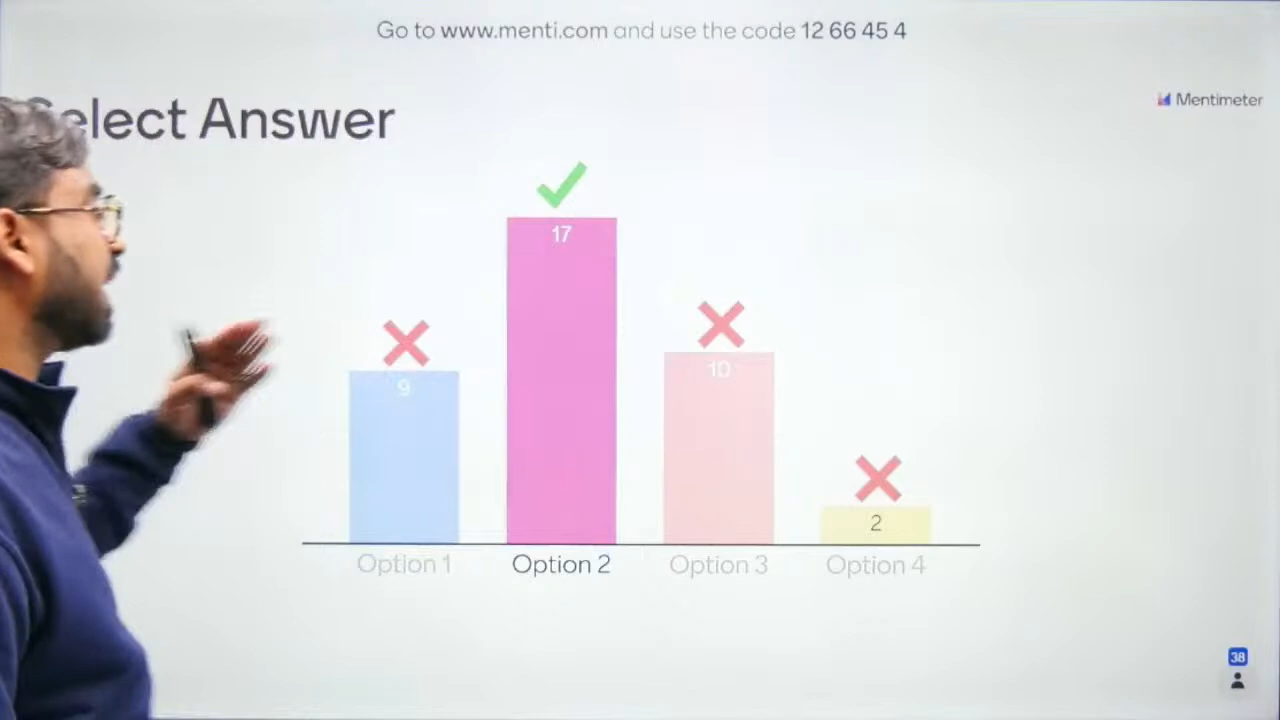 Go to www.menti.com and use the code 12 66 45 4
Mentimeter
Select Answer
17
9
10
2
Option 1
Option 2
Option 3
Option 4
38